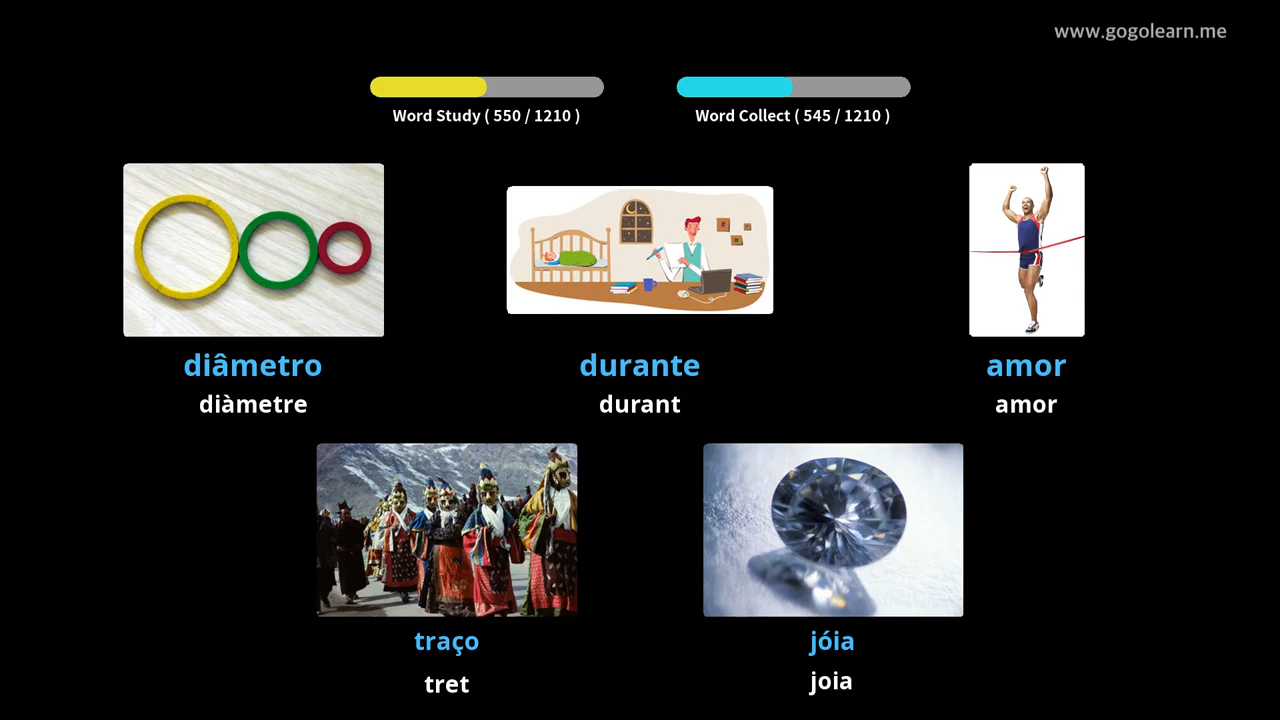 www.gogolearn.me
Word Study ( 550 / 1210 )
Word Collect ( 545 / 1210 )
diâmetro
diàmetre
durante
durant
amor
amor
traço
tret
jóia
joia